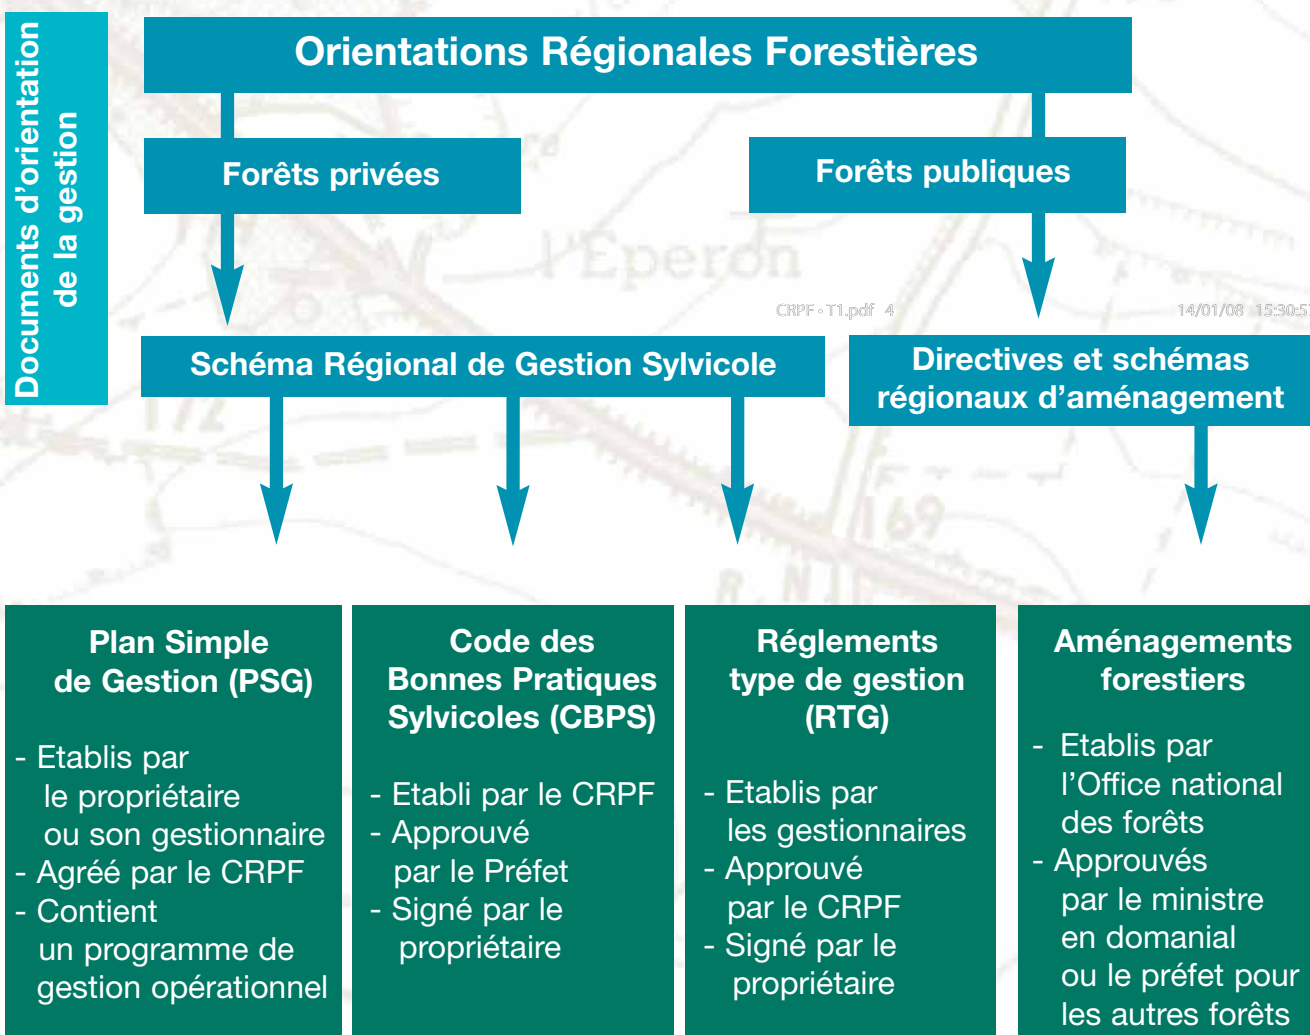 Documents d'orientation
de la gestion
Orientations Régionales Forestières
Forêts privées
Forêts publiques
l'Eperon
CRPF - T1.pdf 4
14/01/08 15:30:57
Schéma Régional de Gestion Sylvicole
Directives et schémas
régionaux d'aménagement
172
169
R. N.
Plan Simple
de Gestion (PSG)
- Etablis par
le propriétaire
ou son gestionnaire
- Agréé par le CRPF
- Contient
un programme de
gestion opérationnel
Code des
Bonnes Pratiques
Sylvicoles (CBPS)
- Etabli par le CRPF
- Approuvé
par le Préfet
- Signé par le
propriétaire
Réglements
type de gestion
(RTG)
- Etablis par
les gestionnaires
- Approuvé
par le CRPF
- Signé par le
propriétaire
Aménagements
forestiers
- Etablis par
l'Office national
des forêts
- Approuvés
par le ministre
en domanial
ou le préfet pour
les autres forêts